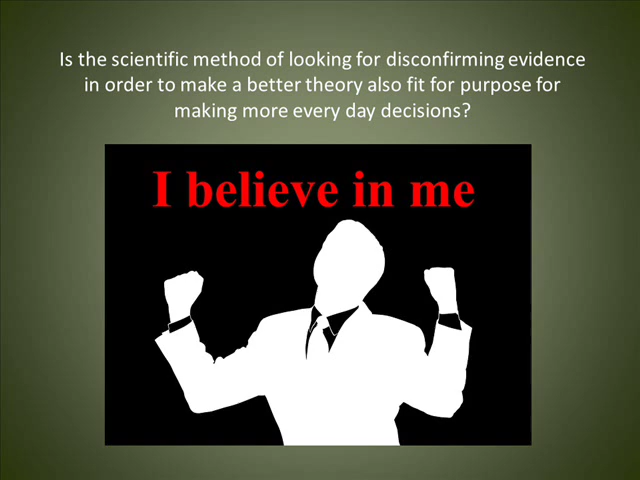 Is the scientific method of looking for disconfirming evidence
in order to make a better theory also fit for purpose for
making more every day decisions?
I believe in me